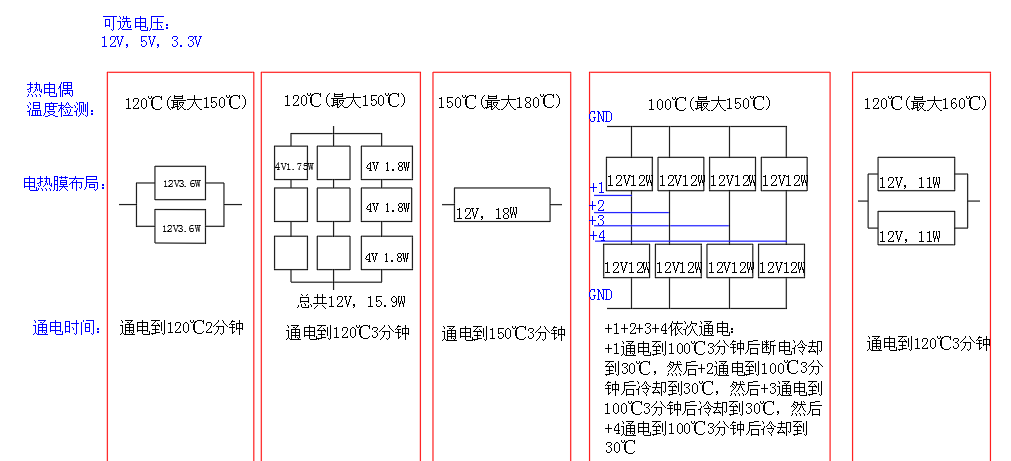 可选电压：
12V，5V，3.3V
热电偶
温度检测：
120℃(最大150℃)
120℃(最大150℃)
150℃(最大180℃)
100℃(最大150℃)
120℃(最大160℃)
电热膜布局：
12V3.6W
12V3.6W
4V1.75W
4V 1.8W
4V 1.8W
4V 1.8W
总共12V，15.9W
12V，18W
GND
12V12W
12V12W
12V12W
12V12W
+1
+2
+3
+4
12V12W
12V12W
12V12W
12V12W
GND
12V，11W
12V，11W
通电时间：
通电到120℃2分钟
通电到120℃3分钟
通电到150℃3分钟
+1+2+3+4依次通电：
+1通电到100℃3分钟后断电冷却
到30℃，然后+2通电到100℃3分
钟后冷却到30℃，然后+3通电到
100℃3分钟后冷却到30℃，然后
+4通电到100℃3分钟后冷却到
30℃
通电到120℃3分钟